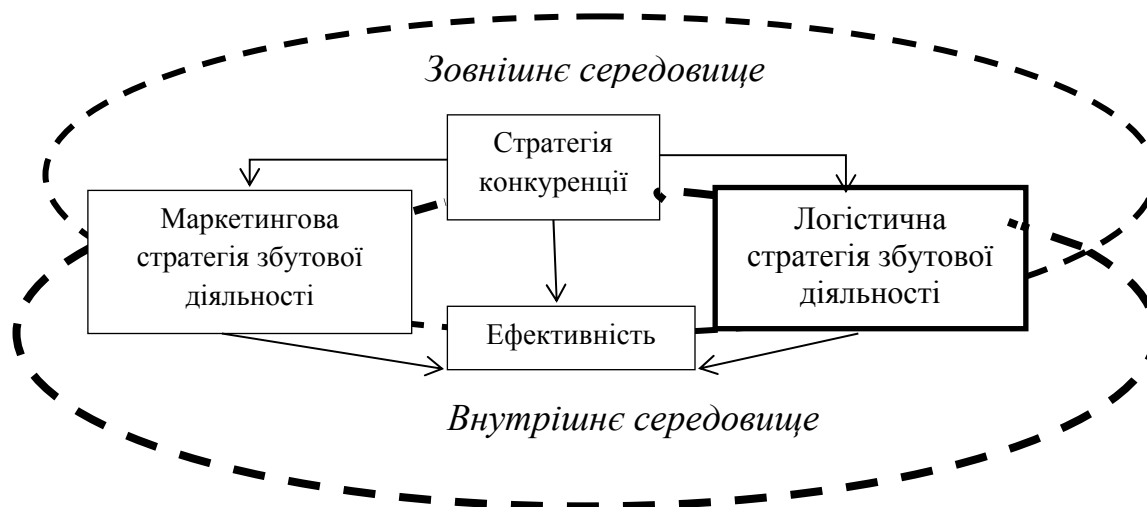 Зовнішнє середовище
Стратегія
конкуренції
Маркетингова
стратегія збутової
діяльності
Логістична
стратегія збутової
діяльності
Ефективність
Внутрішнє середовище